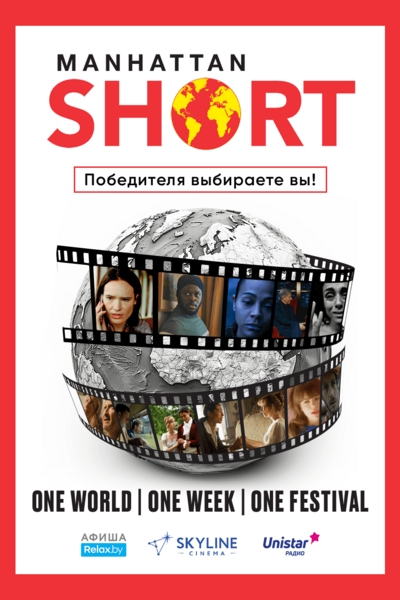 MANHATTAN
SHORT
Победителя выбираете вы!
ONE WORLD | ONE WEEK | ONE FESTIVAL
АФИША
Relax.by
SKYLINE
CINEMA
Unistar
РАДИО